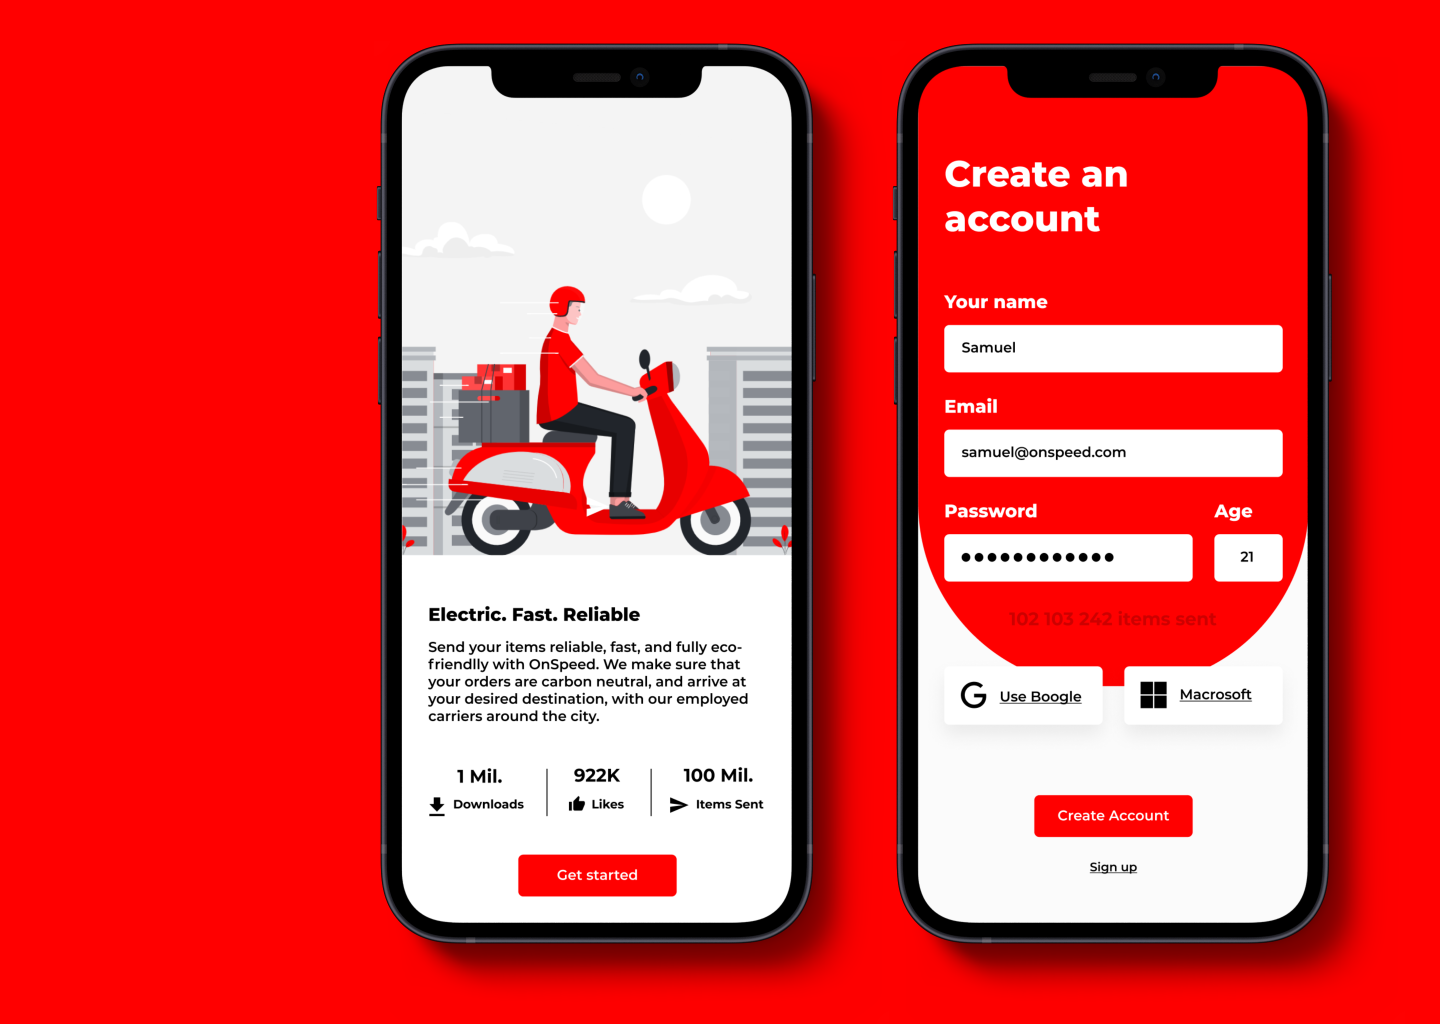 Electric. Fast. Reliable
Send your items reliable, fast, and fully eco-
friendlly with OnSpeed. We make sure that
your orders are carbon neutral, and arrive at
your desired destination, with our employed
carriers around the city.
1 Mil.
Downloads
922K
Likes
100 Mil.
Items Sent
Get started
Create an
account
Your name
Samuel
Email
samuel@onspeed.com
Password
Age
21
102 103 242 items sent
Use Boogle
Macrosoft
Create Account
Sign up